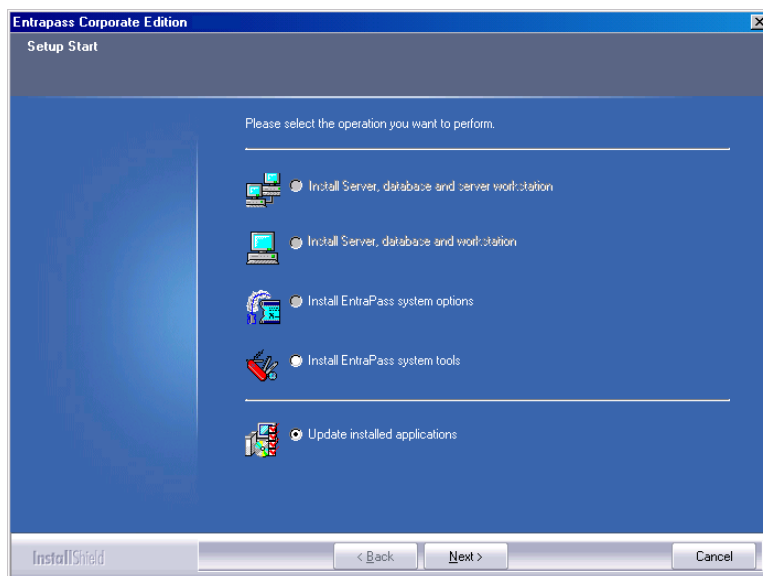 Entrapass Corporate Edition
Setup Start
Please select the operation you want to perform.
Install Server, database and server workstation
Install Server, database and workstation
Install EntraPass system options
Install EntraPass system tools
Update installed applications
InstallShield
< Back Next > Cancel